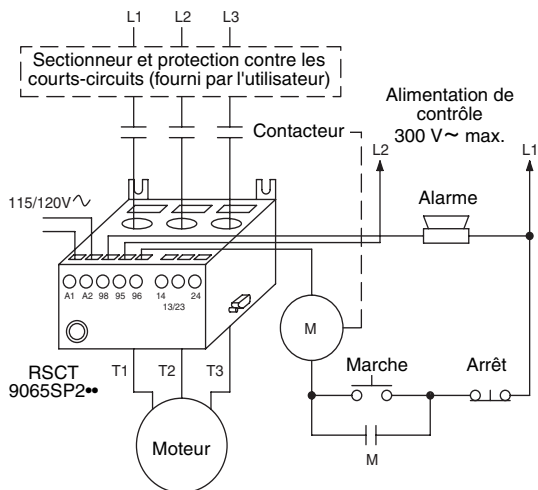 L1 L2 L3
Sectionneur et protection contre les
courts-circuits (fourni par l'utilisateur)
Alimentation de
contrôle
300 V~ max.
Contacteur
L2 L1
115/120V~
Alarme
A1 A2 98 95 96 14 13/23 24
M
RSCT
9065SP2••
T1 T2 T3
Marche Arrêt
Moteur
M